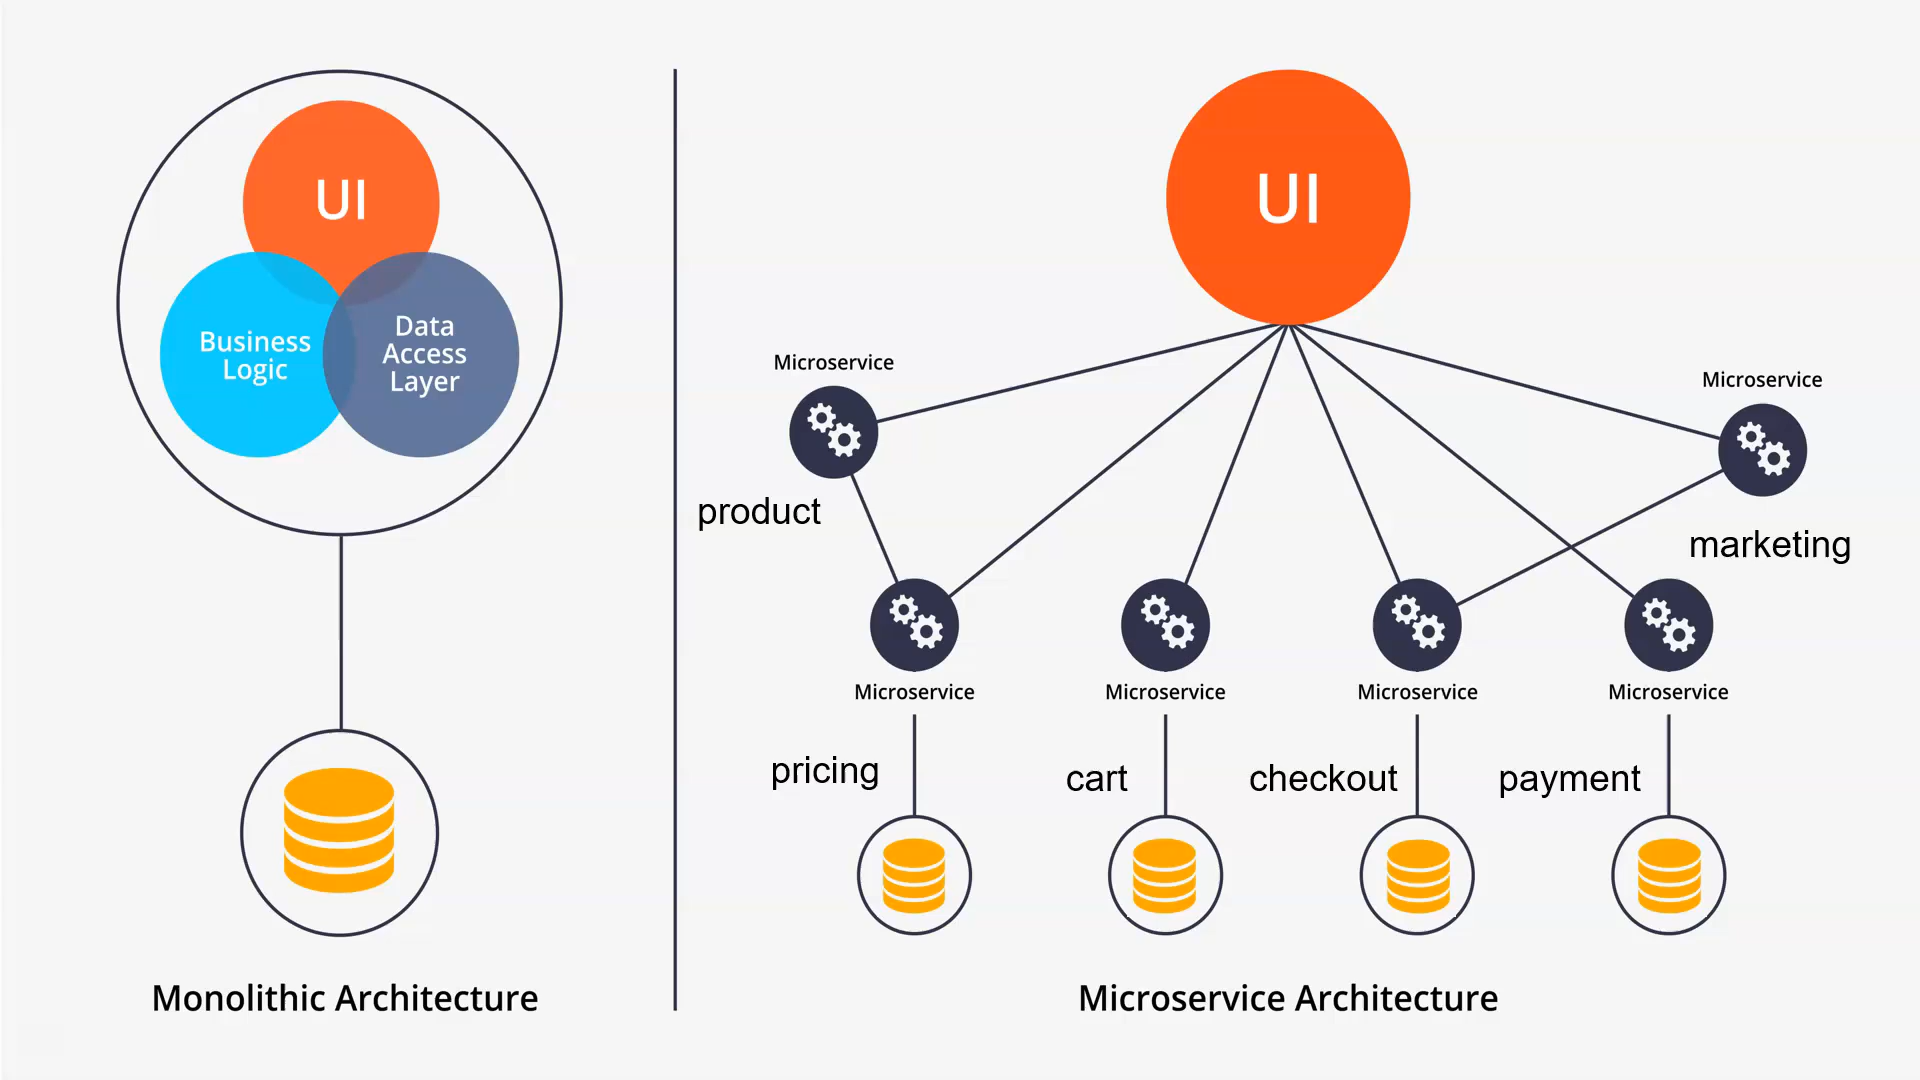 UI
Business
Logic
Data
Access
Layer
Monolithic Architecture
UI
Microservice
Microservice
product
marketing
Microservice
Microservice
Microservice
Microservice
pricing
cart
checkout
payment
Microservice Architecture